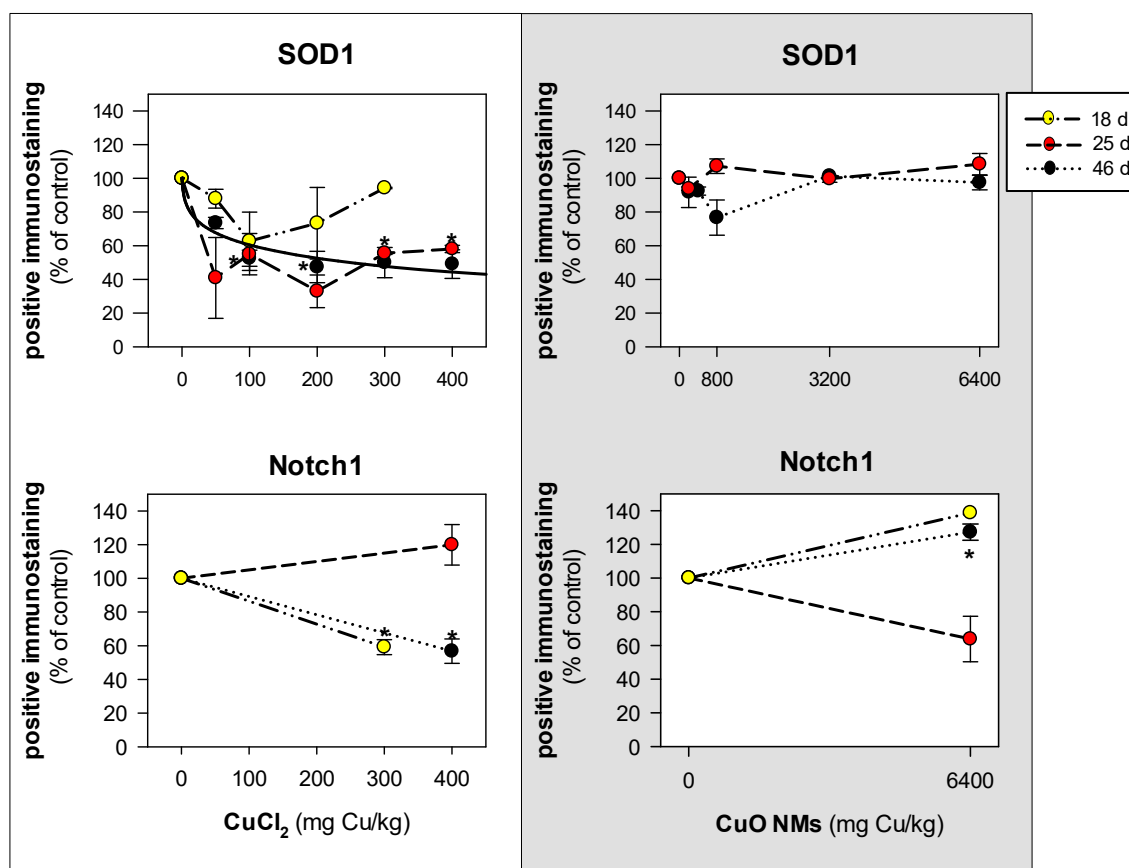 SOD1
positive immunostaining
(% of control)
140
120
100
80
60
40
20
0
*
*
*
*
0 100 200 300 400
SOD1
positive immunostaining
(% of control)
140
120
100
80
60
40
20
0
0 800 3200 6400
18 d
25 d
46 d
Notch1
positive immunostaining
(% of control)
140
120
100
80
60
40
20
0
* *
0 100 200 300 400
CuCl2 (mg Cu/kg)
Notch1
positive immunostaining
(% of control)
140
120
100
80
60
40
20
0
*
0 6400
CuO NMs (mg Cu/kg)